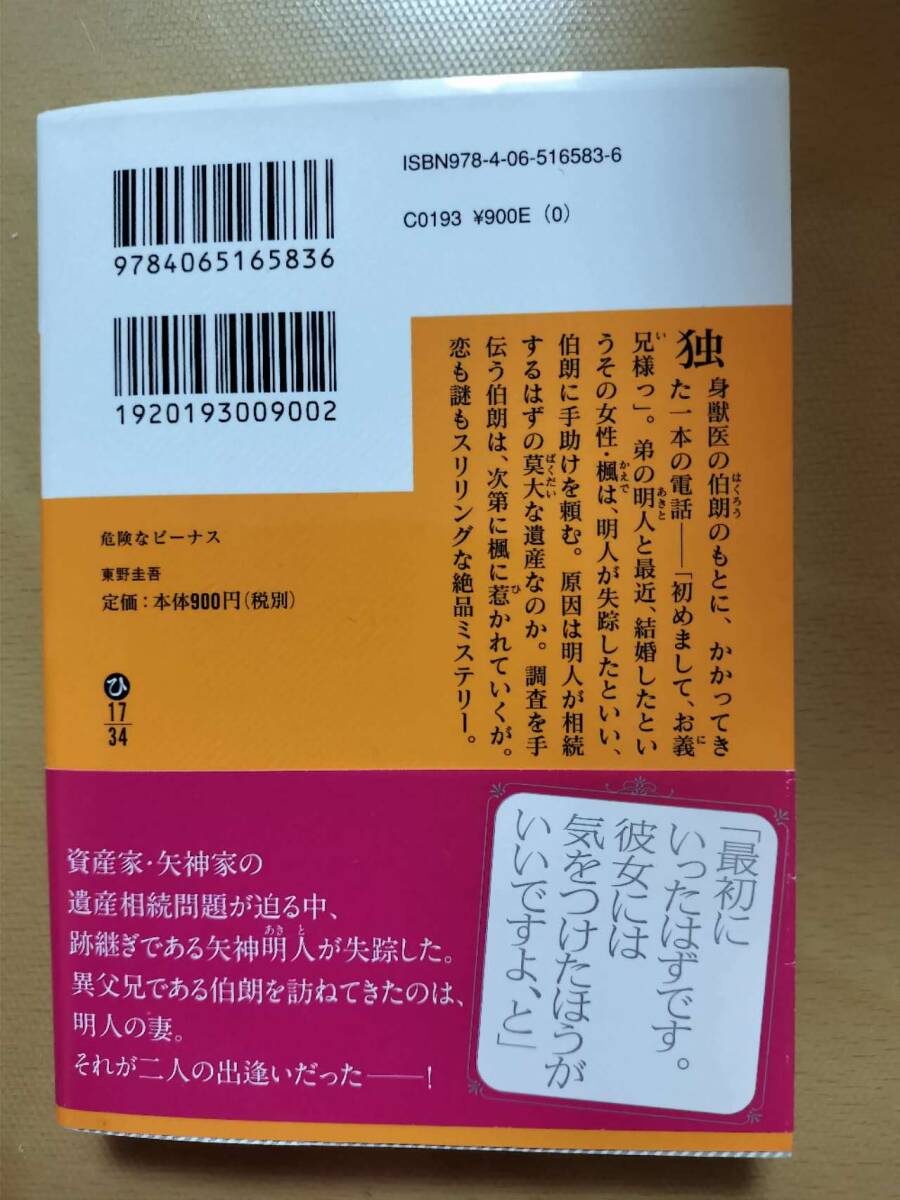 ISBN978-4-06-516583-6
C0193 ¥900E (0)
9784065165836
1920193009002
独身獣医の伯朗のもとに、かかってき
た一本の電話――「初めまして、お義
兄様っ」。弟の明人と最近、結婚したとい
うその女性・楓は、明人が失踪したといい、
伯朗に手助けを頼む。原因は明人が相続
するはずの莫大な遺産なのか。調査を手
伝う伯朗は、次第に楓に惹かれていくが。
恋も謎もスリリングな絶品ミステリー。
危険なビーナス
東野圭吾
定価:本体900円(税別)
ひ
17
34
「最初に
いったはずです。
彼女には
気をつけたほうが
いいですよ、と」
資産家・矢神家の
遺産相続問題が迫る中、
跡継ぎである矢神明人が失踪した。
異父兄である伯朗を訪ねてきたのは、
明人の妻。
それが二人の出逢いだった――!